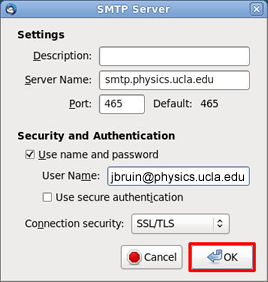 SMTP Server
Settings
Description:
Server Name: smtp.physics.ucla.edu
Port: 465 Default: 465
Security and Authentication
Use name and password
User Name: jbruin@physics.ucla.edu
Use secure authentication
Connection security: SSL/TLS
Cancel OK